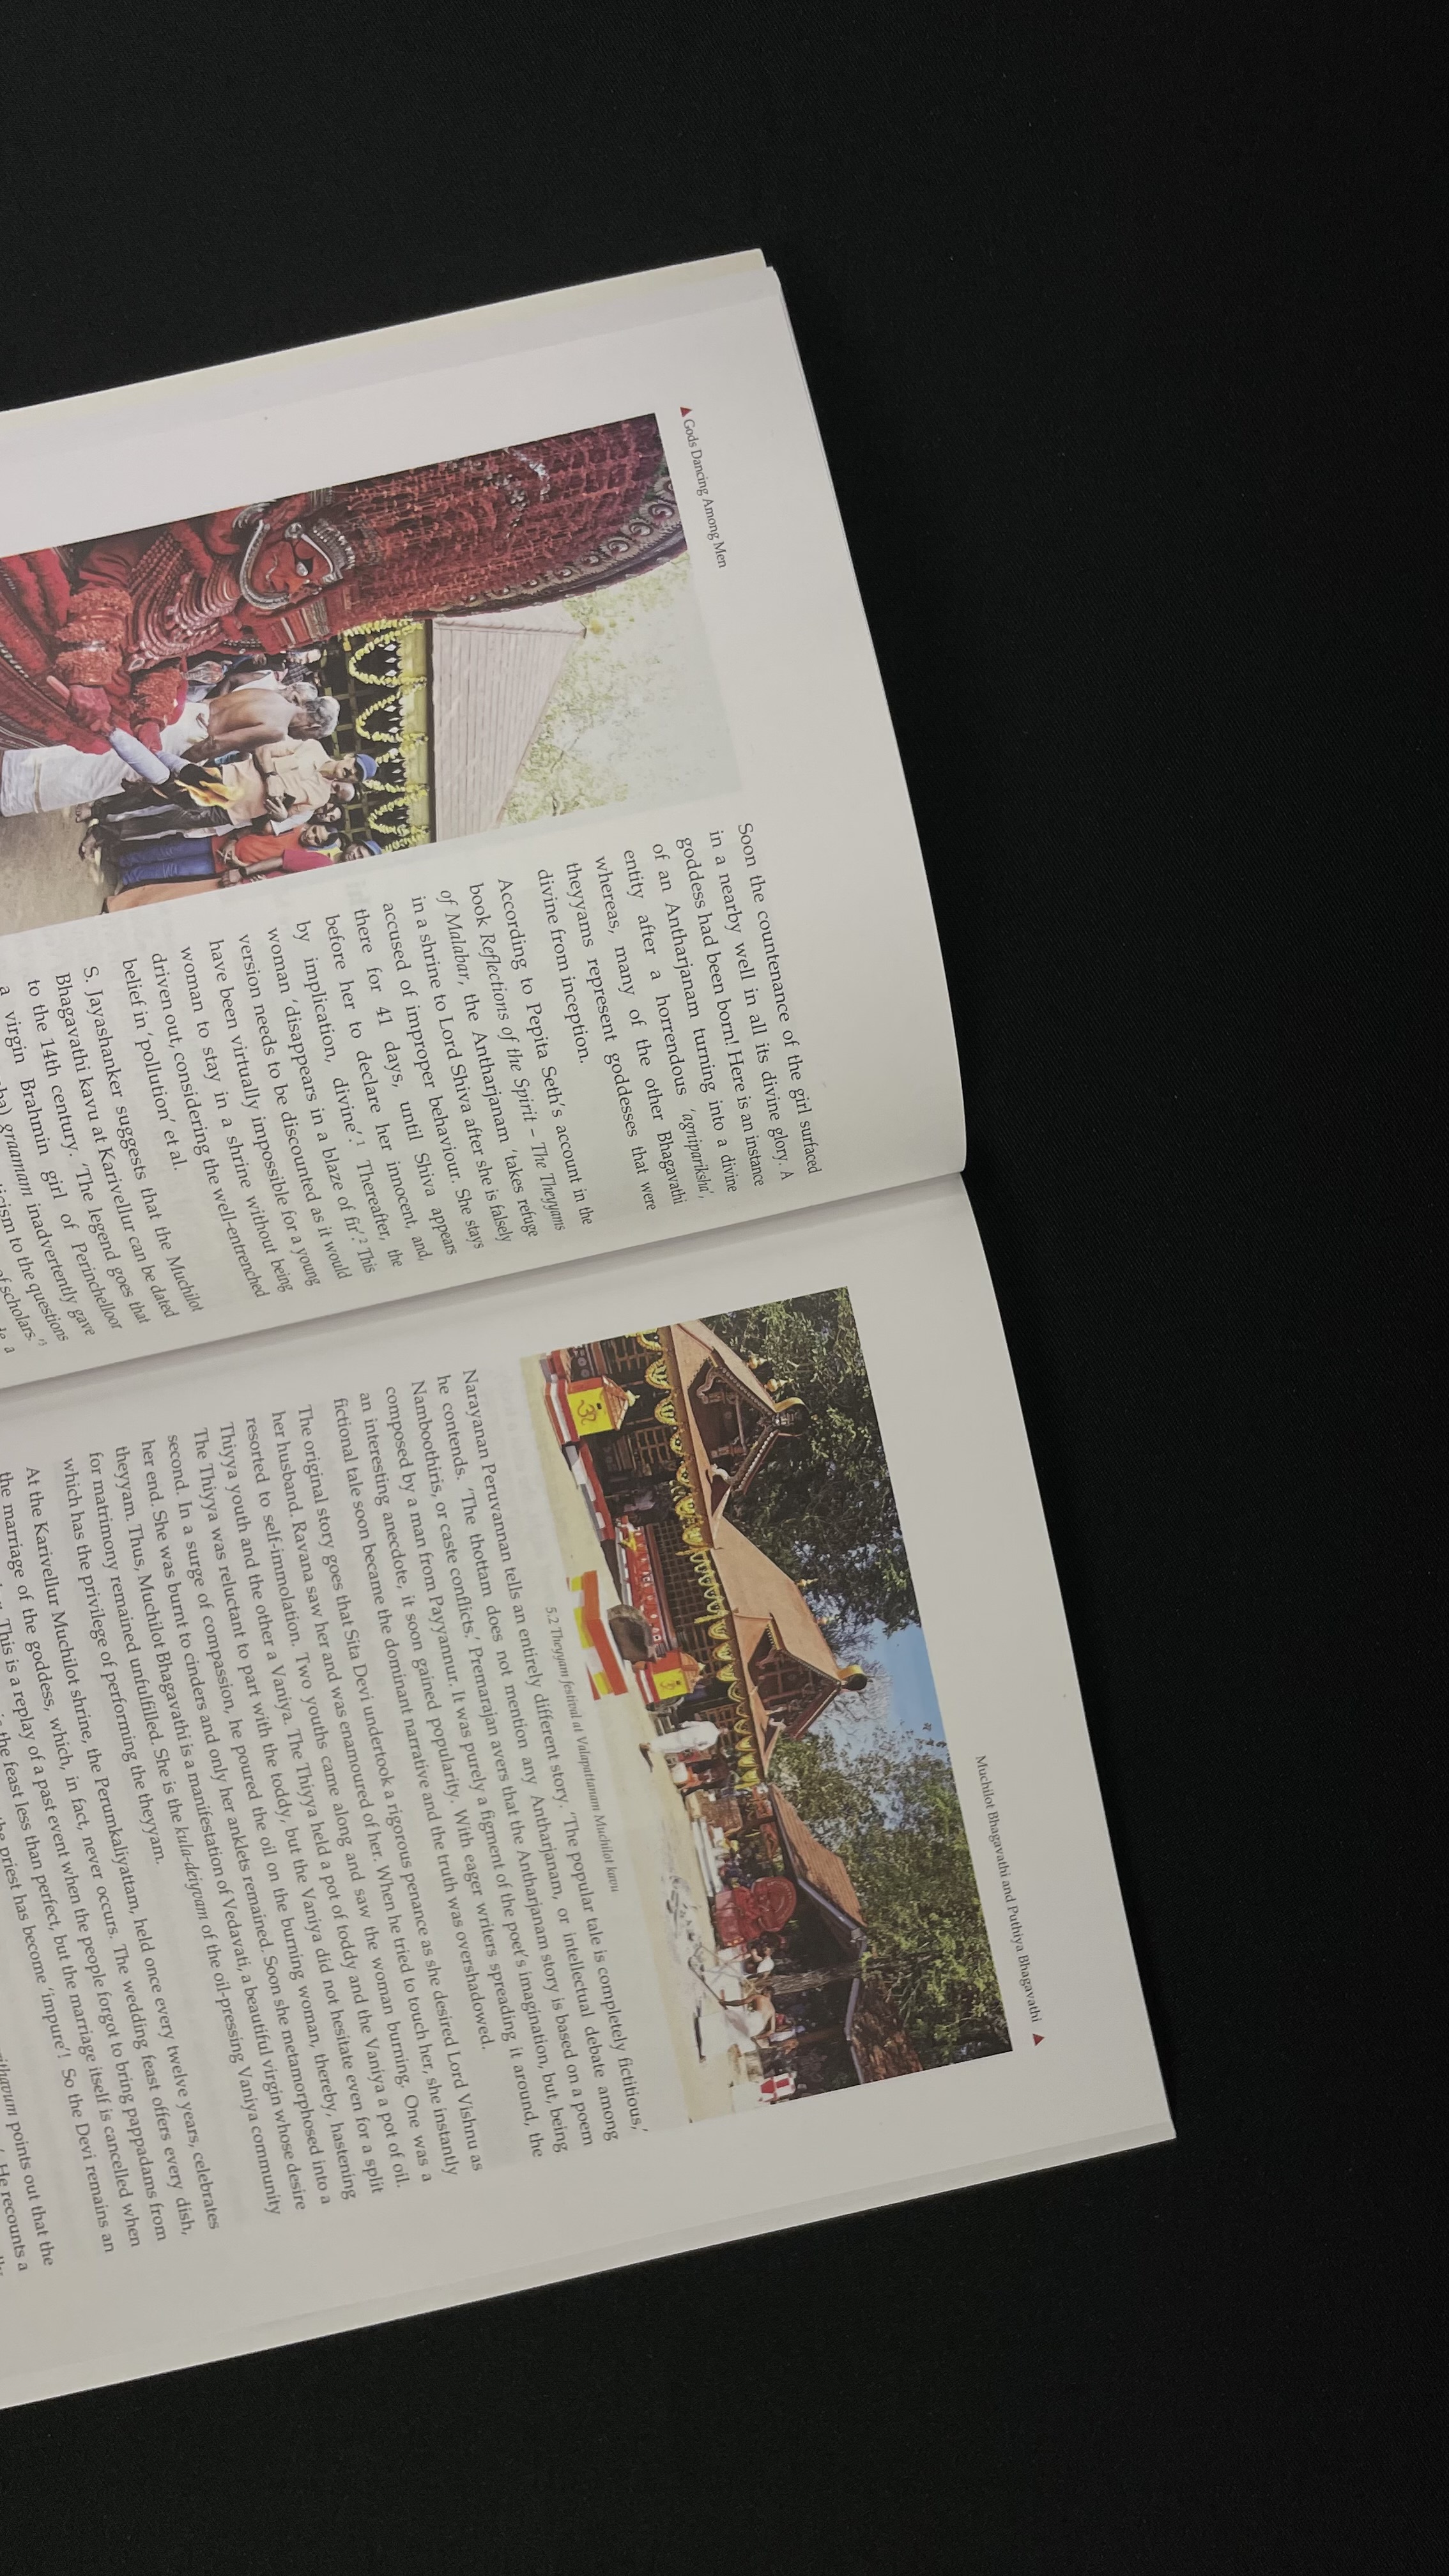 Gods Dancing Among Men
Soon the countenance of the girl surfaced
in a nearby well in all its divine glory. A
goddess had been born! Here is an instance
of an Antharjanam turning into a divine
entity after a horrendous ‘agnipariksha’,
whereas, many of the other Bhagavathi
theyyams represent goddesses that were
divine from inception.
According to Pepita Seth’s account in the
book Reflections of the Spirit – The Theyyams
of Malabar, the Antharjanam ‘takes refuge
in a shrine to Lord Shiva after she is falsely
accused of improper behaviour. She stays
there for 41 days, until Shiva appears
before her to declare her innocent, and,
by implication, divine’.1 Thereafter, the
woman ‘disappears in a blaze of fir’.2 This
version needs to be discounted as it would
have been virtually impossible for a young
woman to stay in a shrine without being
driven out, considering the well-entrenched
belief in ‘pollution’ et al.
S. Jayashanker suggests that the Muchilot
Bhagavathi kavu at Karivellur can be dated
to the 14th century. ‘The legend goes that
a virgin Brahmin girl of Perinchelloor
graamam inadvertently gave
to the questions
of scholars.’3
a
Muchilot Bhagavathi and Puthiya Bhagavathi
5.2 Theyyam festival at Valapattanam Muchilot kavu
Narayanan Peruvannan tells an entirely different story. ‘The popular tale is completely fictitious,’
he contends. ‘The thottam does not mention any Antharjanam, or intellectual debate among
Namboothiris, or caste conflicts.’ Premarajan avers that the Antharjanam story is based on a poem
composed by a man from Payyannur. It was purely a figment of the poet’s imagination, but, being
an interesting anecdote, it soon gained popularity. With eager writers spreading it around, the
fictional tale soon became the dominant narrative and the truth was overshadowed.
The original story goes that Sita Devi undertook a rigorous penance as she desired Lord Vishnu as
her husband. Ravana saw her and was enamoured of her. When he tried to touch her, she instantly
resorted to self-immolation. Two youths came along and saw the woman burning. One was a
Thiyya youth and the other a Vaniya. The Thiyya held a pot of toddy and the Vaniya a pot of oil.
The Thiyya was reluctant to part with the toddy, but the Vaniya did not hesitate even for a split
second. In a surge of compassion, he poured the oil on the burning woman, thereby, hastening
her end. She was burnt to cinders and only her anklets remained. Soon she metamorphosed into a
theyyam. Thus, Muchilot Bhagavathi is a manifestation of Vedavati, a beautiful virgin whose desire
for matrimony remained unfulfilled. She is the kula-deiyvam of the oil-pressing Vaniya community
which has the privilege of performing the theyyam.
At the Karivellur Muchilot shrine, the Perunkaliyattam, held once every twelve years, celebrates
the marriage of the goddess, which, in fact, never occurs. The wedding feast offers every dish,
This is a replay of a past event when the people forgot to bring pappadams from
the feast less than perfect, but the marriage itself is cancelled when
the priest has become ‘impure’! So the Devi remains an
points out that the
He recounts a